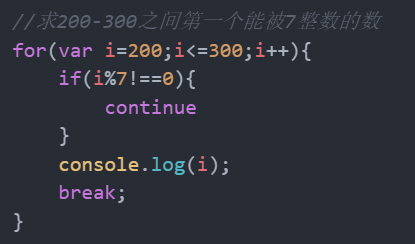 //求200-300之间第一个能被7整数的数
for(var i=200;i<=300;i++){
    if(i%7!==0){
        continue
    }
    console.log(i);
    break;
}